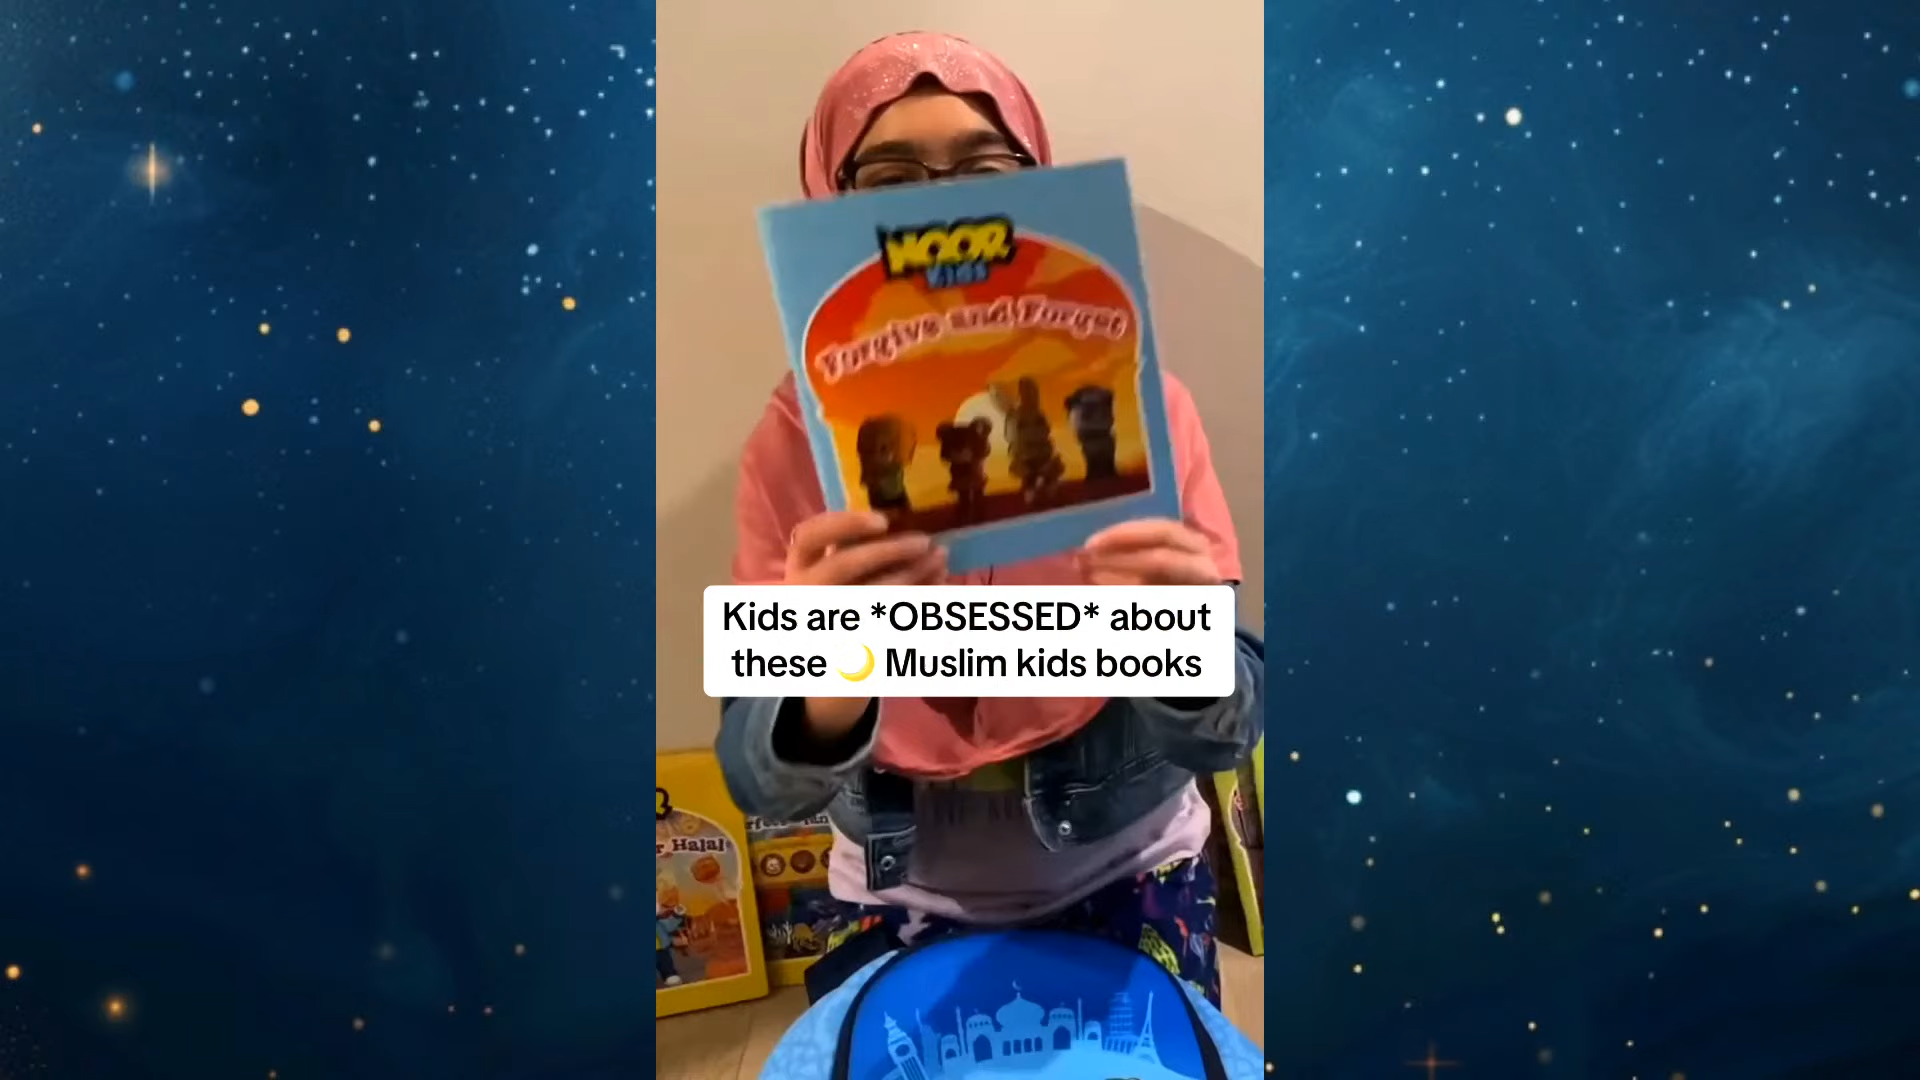 NOOR
Kids
Forgive and Forget
Kids are *OBSESSED* about
these 🌙 Muslim kids books
Halal